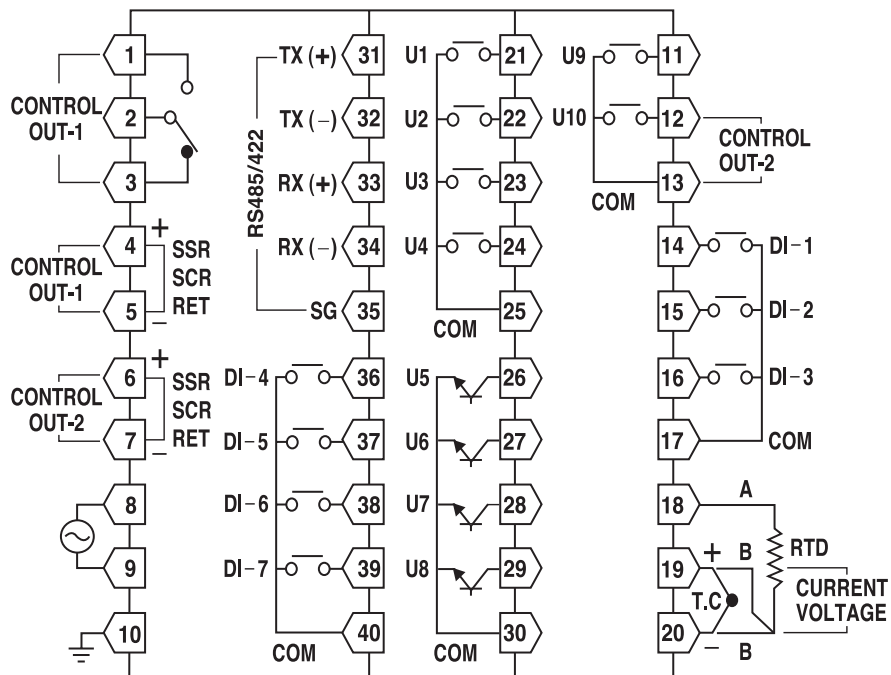 1
2
3
CONTROL
OUT-1
4
5
CONTROL
OUT-1
+
SSR
SCR
RET
−
6
7
CONTROL
OUT-2
+
SSR
SCR
RET
−
8
9
10
RS485/422
TX (+) 31
TX (−) 32
RX (+) 33
RX (−) 34
SG 35
DI−4 36
DI−5 37
DI−6 38
DI−7 39
COM 40
U1 21
U2 22
U3 23
U4 24
COM 25
U5 26
U6 27
U7 28
U8 29
COM 30
U9 11
U10 12
COM 13
CONTROL
OUT-2
14 DI−1
15 DI−2
16 DI−3
17 COM
18 A
19 + B
T.C
20 − B
RTD
CURRENT
VOLTAGE